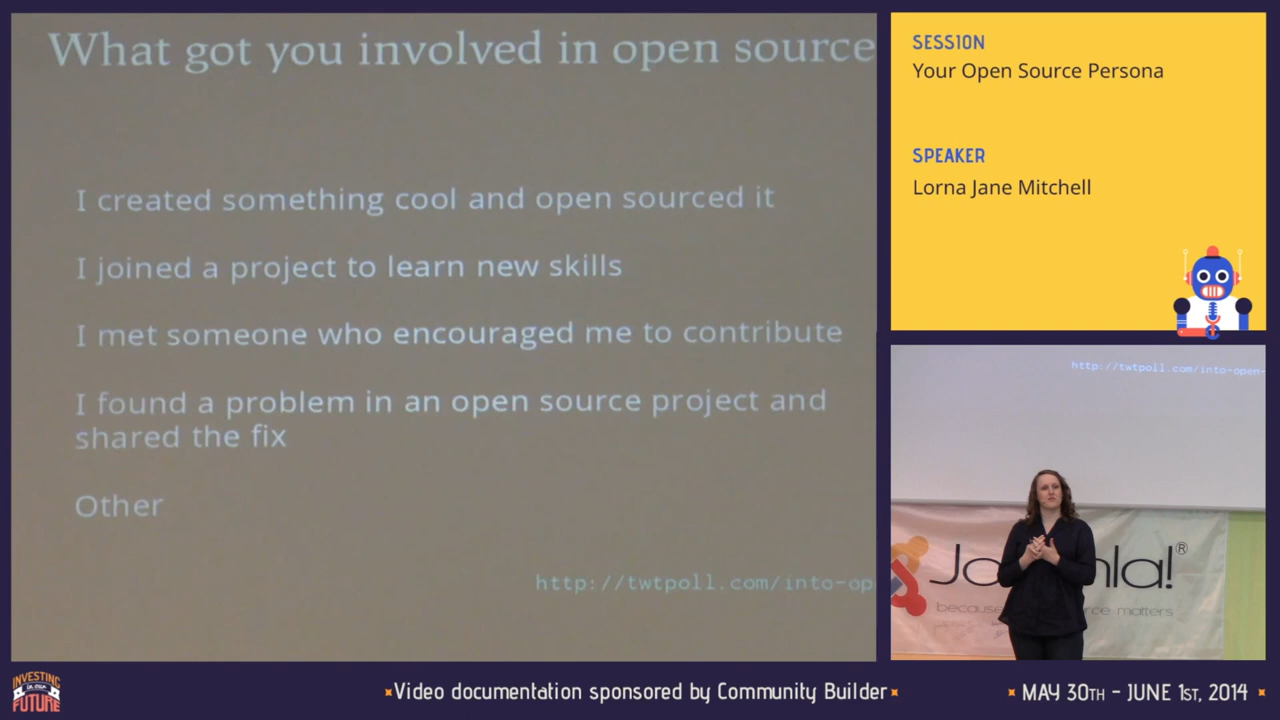 What got you involved in open source
I created something cool and open sourced it
I joined a project to learn new skills
I met someone who encouraged me to contribute
I found a problem in an open source project and
shared the fix
Other
http://twtpoll.com/into-op
SESSION
Your Open Source Persona
SPEAKER
Lorna Jane Mitchell
http://twtpoll.com/into-open-
Jo mla!®
because rce matters
INVESTING
IN OUR
FUTURE
Video documentation sponsored by Community Builder
MAY 30TH - JUNE 1ST, 2014